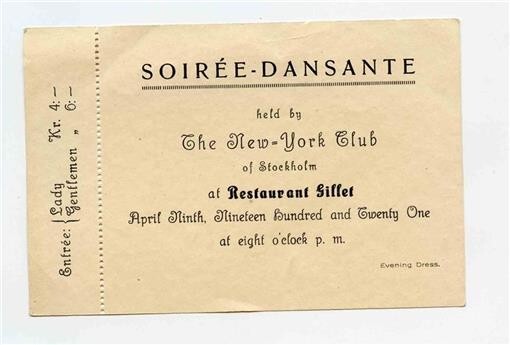 SOIRÉE-DANSANTE
held by
The New-York Club
of Stockholm
at Restaurant Gillet
April Ninth, Nineteen Hundred and Twenty One
at eight o'clock p. m.
Evening Dress.
Entrée: { Lady Kr. 4: –
Gentlemen „ 6: –